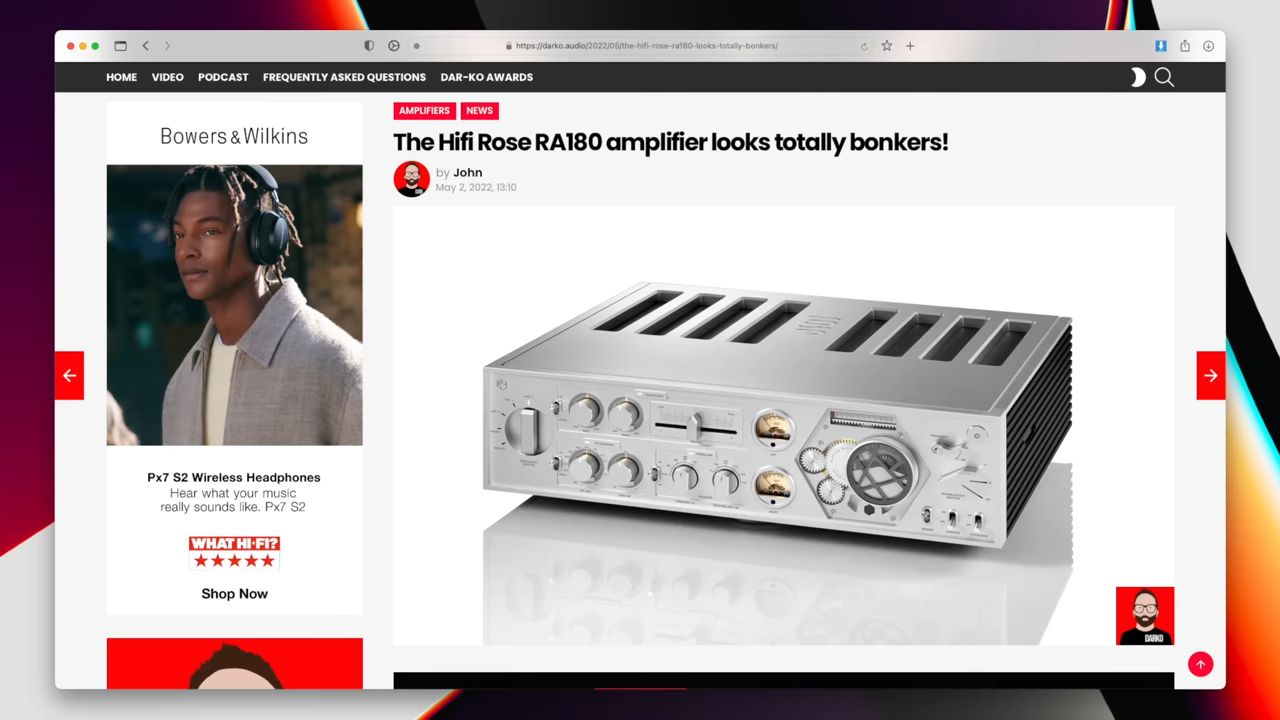 https://darko.audio/2022/05/the-hifi-rose-ra180-looks-totally-bonkers/
HOME VIDEO PODCAST FREQUENTLY ASKED QUESTIONS DAR-KO AWARDS
Bowers & Wilkins
Px7 S2 Wireless Headphones
Hear what your music
really sounds like. Px7 S2
WHAT HI-FI?
Shop Now
AMPLIFIERS NEWS
The Hifi Rose RA180 amplifier looks totally bonkers!
by John
May 2, 2022, 13:10
ROSE
DARKO